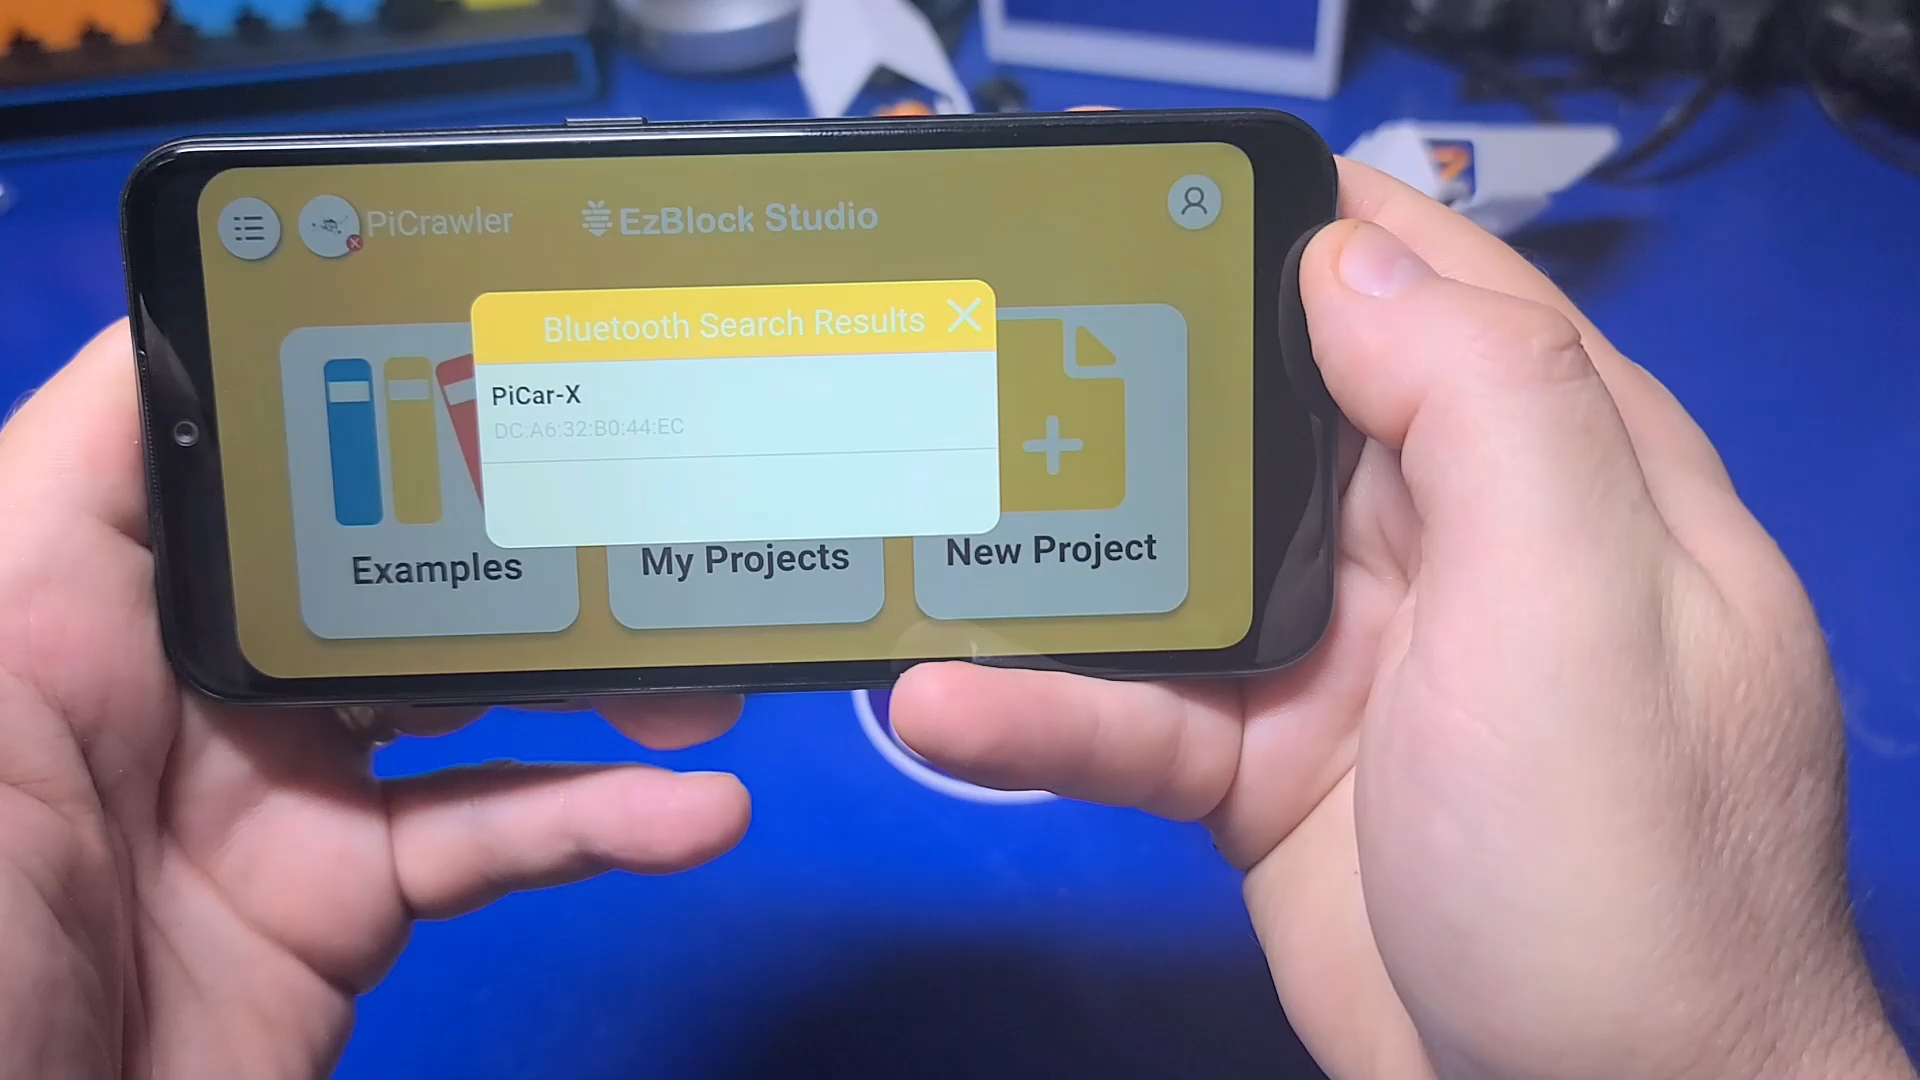 PiCrawler
EzBlock Studio
Bluetooth Search Results
PiCar-X
DC:A6:32:B0:44:EC
Examples
My Projects
New Project